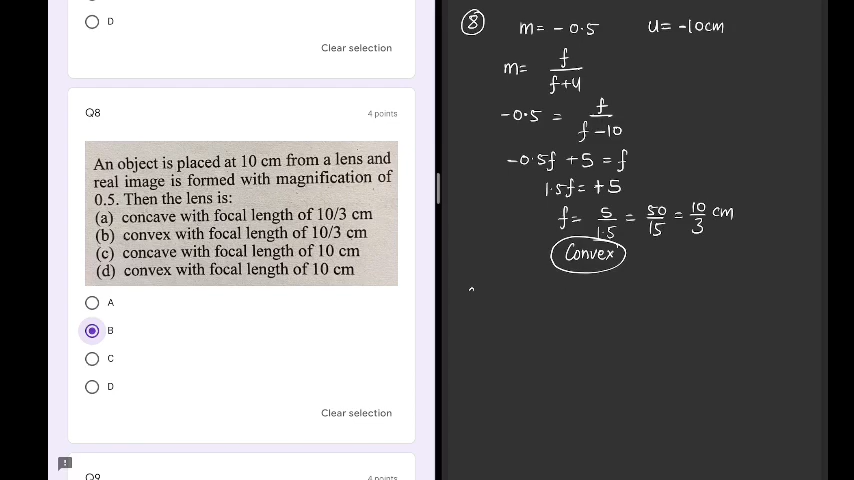 D
Clear selection
Q8
4 points
An object is placed at 10 cm from a lens and
real image is formed with magnification of
0.5. Then the lens is:
(a) concave with focal length of 10/3 cm
(b) convex with focal length of 10/3 cm
(c) concave with focal length of 10 cm
(d) convex with focal length of 10 cm
A
B
C
D
Clear selection
Q9
4 points
8 m = -0.5 u = -10cm
m = f / f+u
-0.5 = f / f-10
-0.5f +5 = f
1.5f = +5
f = 5/1.5 = 50/15 = 10/3 cm
Convex